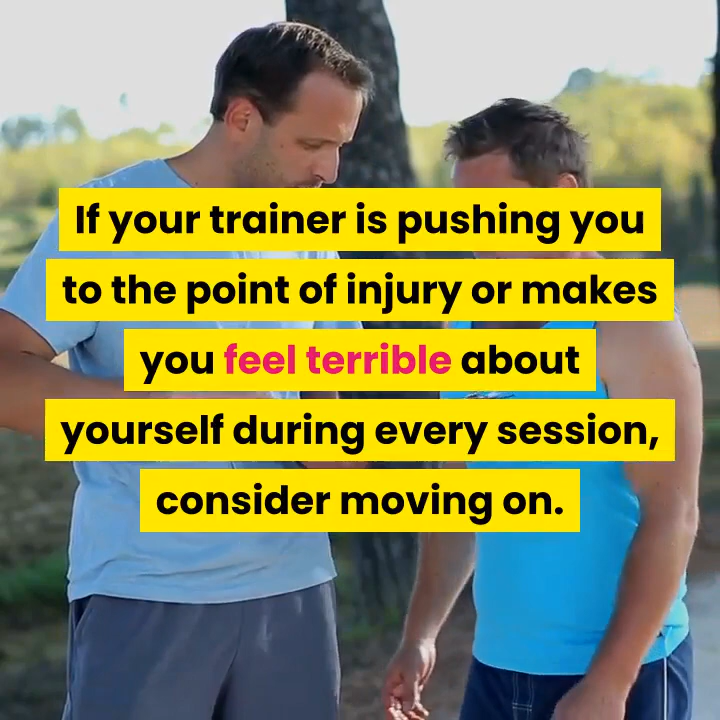 If your trainer is pushing you
to the point of injury or makes
you feel terrible about
yourself during every session,
consider moving on.